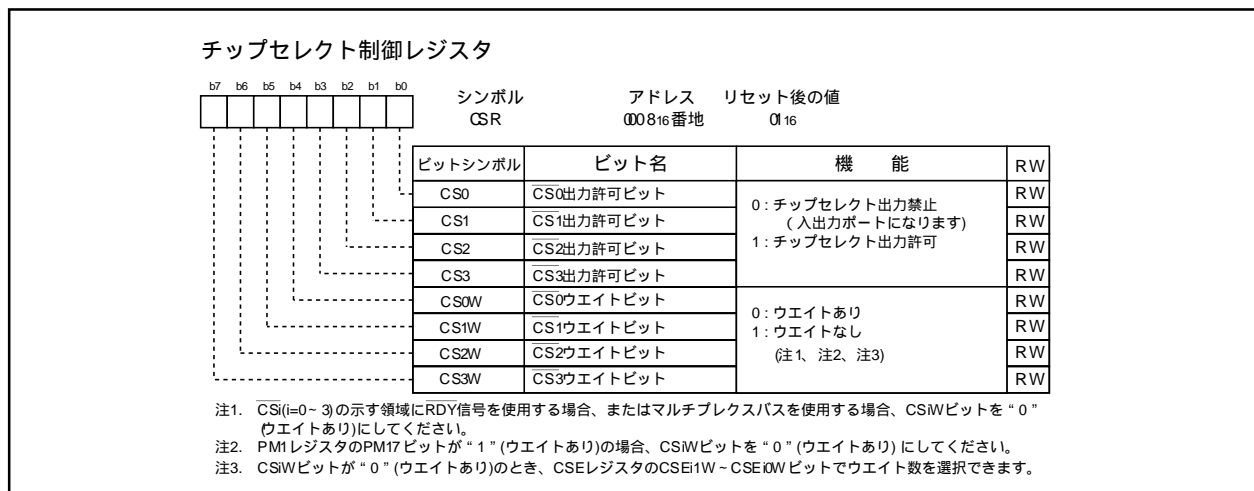 チップセレクト制御レジスタ
b7 b6 b5 b4 b3 b2 b1 b0
シンボル アドレス リセット後の値
CSR 000816番地 0116
ビットシンボル ビット名 機 能 RW
CS0 CS0出力許可ビット RW
CS1 CS1出力許可ビット RW
CS2 CS2出力許可ビット RW
CS3 CS3出力許可ビット RW
0 : チップセレクト出力禁止
( 入出力ポートになります)
1 : チップセレクト出力許可
CS0W CS0ウエイトビット RW
CS1W CS1ウエイトビット RW
CS2W CS2ウエイトビット RW
CS3W CS3ウエイトビット RW
0 : ウエイトあり
1 : ウエイトなし
(注1、注2、注3)
注1. CSi(i=0~3)の示す領域にRDY信号を使用する場合、またはマルチプレクスバスを使用する場合、CSiWビットを“0”
(ウエイトあり)にしてください。
注2. PM1レジスタのPM17ビットが“1”(ウエイトあり)の場合、CSiWビットを“0”(ウエイトあり) にしてください。
注3. CSiWビットが“0”(ウエイトあり)のとき、CSEレジスタのCSEi1W~CSEi0Wビットでウエイト数を選択できます。